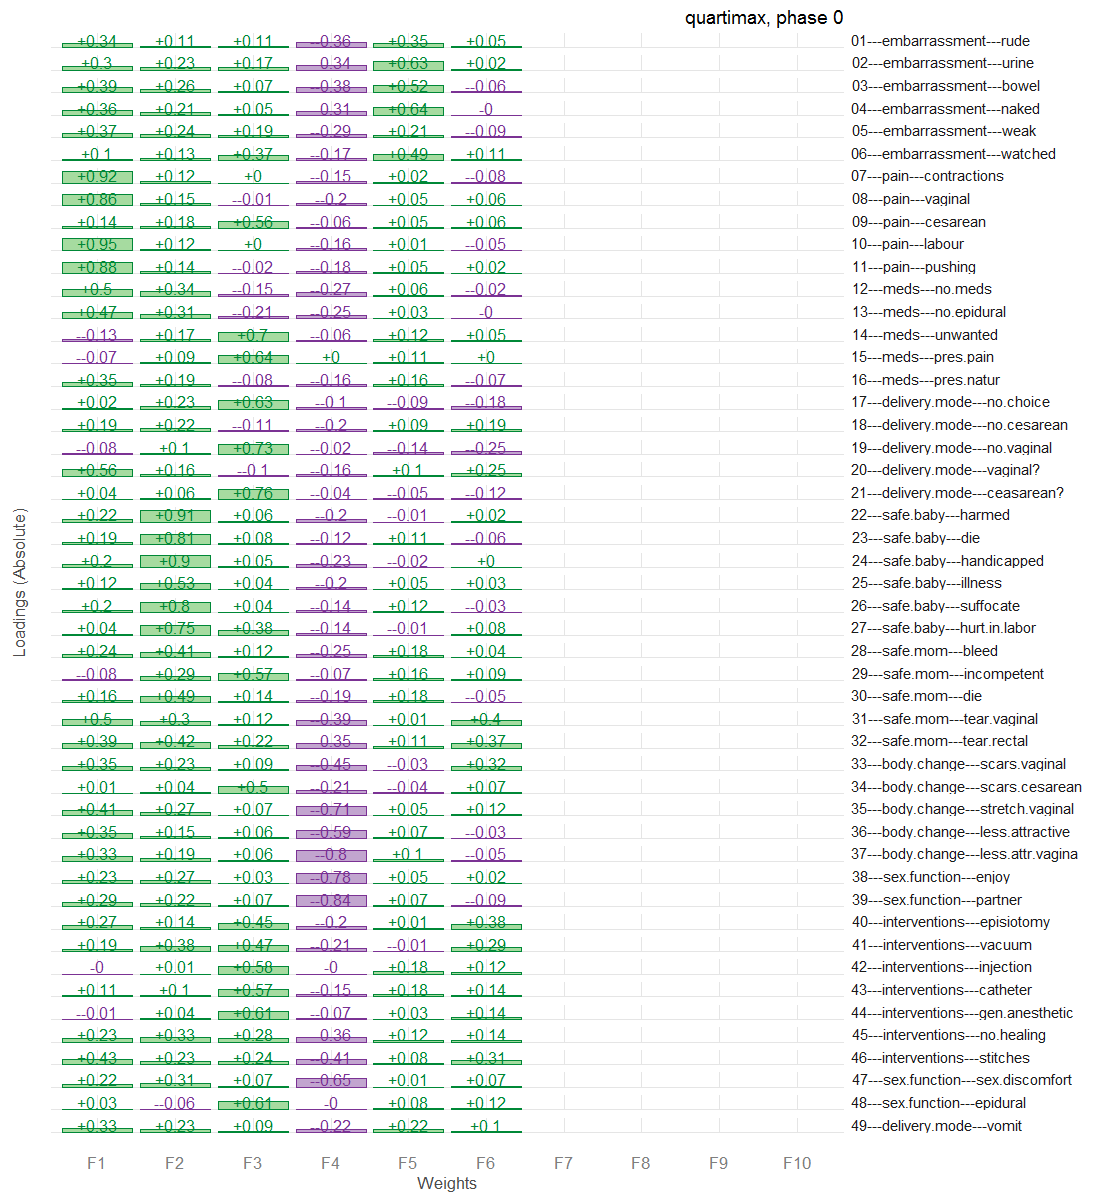 quartimax, phase 0
+0.34 +0.11 +0.11 --0.36 +0.35 +0.05 01---embarrassment---rude
+0.3 +0.23 +0.17 --0.34 +0.63 +0.02 02---embarrassment---urine
+0.39 +0.26 +0.07 --0.38 +0.52 --0.06 03---embarrassment---bowel
+0.36 +0.21 +0.05 --0.31 +0.64 -0 04---embarrassment---naked
+0.37 +0.24 +0.19 --0.29 +0.21 --0.09 05---embarrassment---weak
+0.1 +0.13 +0.37 --0.17 +0.49 +0.11 06---embarrassment---watched
+0.92 +0.12 +0 --0.15 +0.02 --0.08 07---pain---contractions
+0.86 +0.15 --0.01 --0.2 +0.05 +0.06 08---pain---vaginal
+0.14 +0.18 +0.56 --0.06 +0.05 +0.06 09---pain---cesarean
+0.95 +0.12 +0 --0.16 +0.01 --0.05 10---pain---labour
+0.88 +0.14 --0.02 --0.18 +0.05 +0.02 11---pain---pushing
+0.5 +0.34 --0.15 --0.27 +0.06 --0.02 12---meds---no.meds
+0.47 +0.31 --0.21 --0.25 +0.03 -0 13---meds---no.epidural
--0.13 +0.17 +0.7 --0.06 +0.12 +0.05 14---meds---unwanted
--0.07 +0.09 +0.64 +0 +0.11 +0 15---meds---pres.pain
+0.35 +0.19 --0.08 --0.16 +0.16 --0.07 16---meds---pres.natur
+0.02 +0.23 +0.63 --0.1 --0.09 --0.18 17---delivery.mode---no.choice
+0.19 +0.22 --0.11 --0.2 +0.09 +0.19 18---delivery.mode---no.cesarean
--0.08 +0.1 +0.73 --0.02 --0.14 --0.25 19---delivery.mode---no.vaginal
+0.56 +0.16 --0.1 --0.16 +0.1 +0.25 20---delivery.mode---vaginal?
+0.04 +0.06 +0.76 --0.04 --0.05 --0.12 21---delivery.mode---ceasarean?
+0.22 +0.91 +0.06 --0.2 --0.01 +0.02 22---safe.baby---harmed
+0.19 +0.81 +0.08 --0.12 +0.11 --0.06 23---safe.baby---die
+0.2 +0.9 +0.04 --0.23 --0.02 +0 24---safe.baby---handicapped
+0.12 +0.53 +0.04 --0.2 +0.05 +0.03 25---safe.baby---illness
+0.2 +0.8 +0.04 --0.14 +0.12 --0.03 26---safe.baby---suffocate
+0.04 +0.75 +0.38 --0.14 --0.01 +0.08 27---safe.baby---hurt.in.labor
+0.24 +0.41 +0.12 --0.25 +0.18 +0.04 28---safe.mom---bleed
--0.08 +0.29 +0.57 --0.07 +0.16 +0.09 29---safe.mom---incompetent
+0.16 +0.49 +0.14 --0.19 +0.18 --0.05 30---safe.mom---die
+0.5 +0.3 +0.12 --0.39 +0.01 +0.4 31---safe.mom---tear.vaginal
+0.39 +0.42 +0.22 --0.35 +0.11 +0.37 32---safe.mom---tear.rectal
+0.35 +0.23 +0.09 --0.45 --0.03 +0.32 33---body.change---scars.vaginal
+0.01 +0.04 +0.5 --0.21 --0.04 +0.07 34---body.change---scars.cesarean
+0.41 +0.27 +0.07 --0.71 +0.05 +0.12 35---body.change---stretch.vaginal
+0.35 +0.15 +0.06 --0.59 +0.07 --0.03 36---body.change---less.attractive
+0.33 +0.19 +0.06 --0.8 +0.1 --0.05 37---body.change---less.attr.vagina
+0.23 +0.27 +0.03 --0.78 +0.05 +0.02 38---sex.function---enjoy
+0.29 +0.22 +0.07 --0.84 +0.07 --0.09 39---sex.function---partner
+0.27 +0.14 +0.45 --0.2 +0.01 +0.38 40---interventions---episiotomy
+0.19 +0.38 +0.47 --0.21 --0.01 +0.29 41---interventions---vacuum
-0 +0.01 +0.58 -0 +0.18 +0.12 42---interventions---injection
+0.11 +0.1 +0.57 --0.15 +0.18 +0.14 43---interventions---catheter
--0.01 +0.04 +0.61 --0.07 +0.03 +0.14 44---interventions---gen.anesthetic
+0.23 +0.33 +0.28 --0.36 +0.12 +0.14 45---interventions---no.healing
+0.43 +0.23 +0.24 --0.41 +0.08 +0.31 46---interventions---stitches
+0.22 +0.31 +0.07 --0.65 +0.01 +0.07 47---sex.function---sex.discomfort
+0.03 --0.06 +0.61 -0 +0.08 +0.12 48---sex.function---epidural
+0.33 +0.23 +0.09 --0.22 +0.22 +0.1 49---delivery.mode---vomit
F1 F2 F3 F4 F5 F6 F7 F8 F9 F10
Weights
Loadings (Absolute)